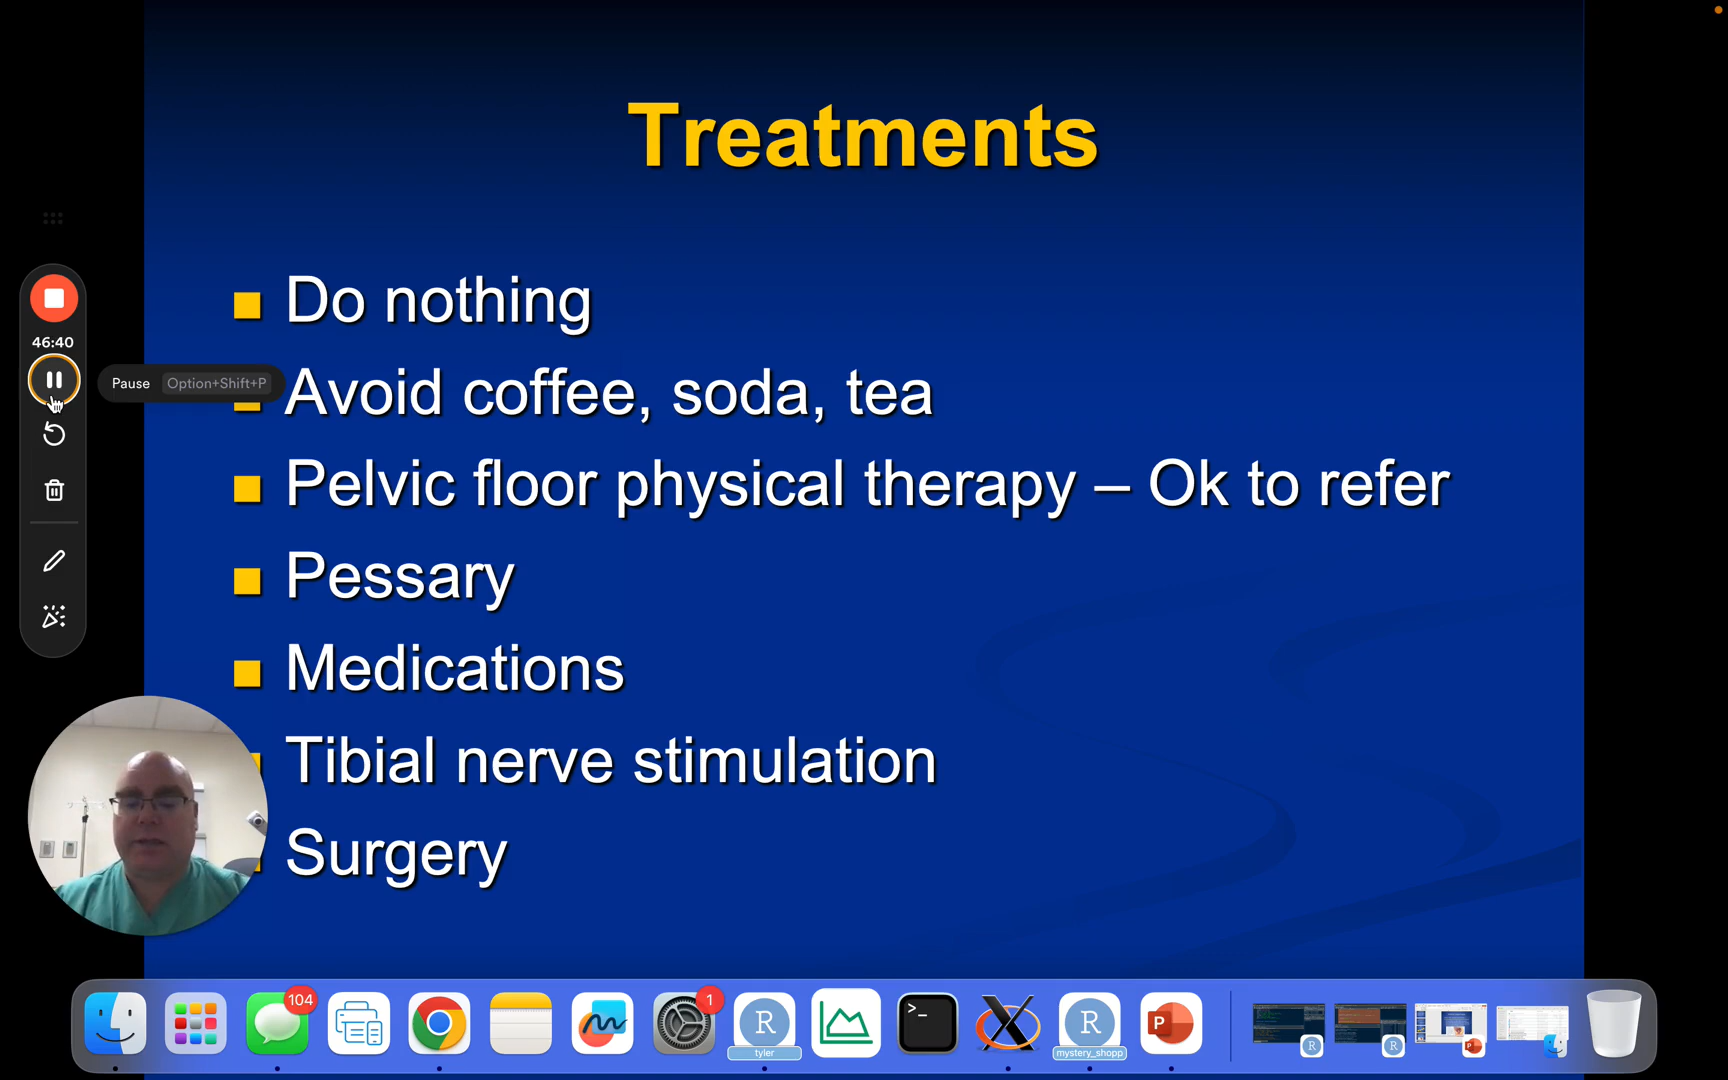 Treatments
Do nothing
46:40
Pause Option+Shift+P
Avoid coffee, soda, tea
Pelvic floor physical therapy – Ok to refer
Pessary
Medications
Tibial nerve stimulation
Surgery
104
1
R
tyler
>_
X
R
mystery_shopp
P
R
R
P